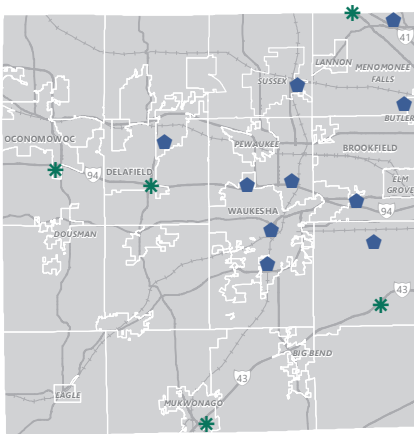 41
LANNON
MENOMONEE
FALLS
SUSSEX
BUTLER
OCONOMOWOC
PEWAUKEE
BROOKFIELD
94
DELAFIELD
ELM
GROVE
WAUKESHA
94
DOUSMAN
43
BIG BEND
43
EAGLE
MUKWONAGO